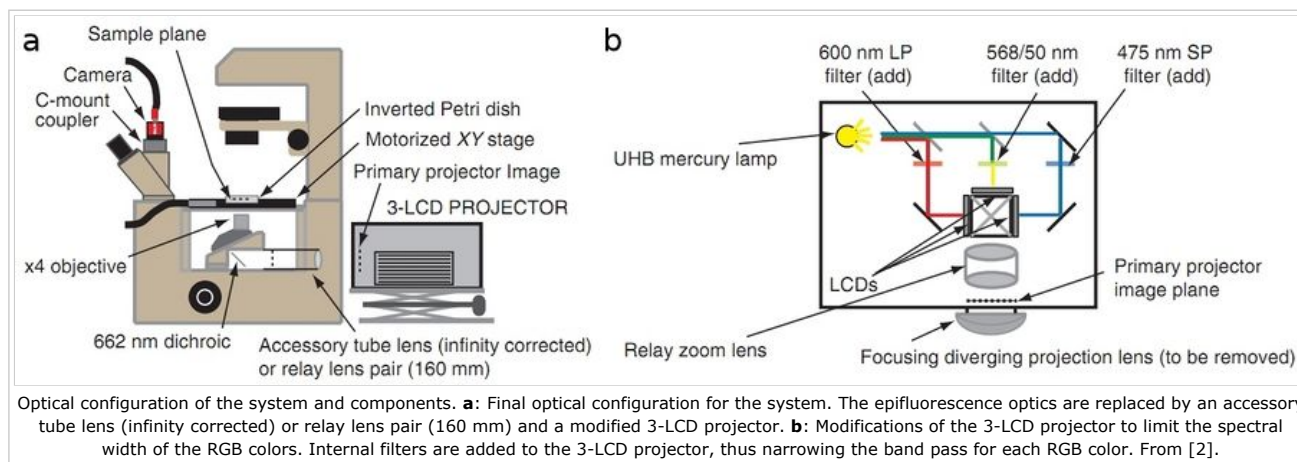 a
Sample plane
Camera
C-mount
coupler
Inverted Petri dish
Motorized XY stage
Primary projector Image
3-LCD PROJECTOR
x4 objective
662 nm dichroic
Accessory tube lens (infinity corrected)
or relay lens pair (160 mm)
b
600 nm LP
filter (add)
568/50 nm
filter (add)
475 nm SP
filter (add)
UHB mercury lamp
LCDs
Primary projector
image plane
Relay zoom lens
Focusing diverging projection lens (to be removed)
Optical configuration of the system and components. a: Final optical configuration for the system. The epifluorescence optics are replaced by an accessory
tube lens (infinity corrected) or relay lens pair (160 mm) and a modified 3-LCD projector. b: Modifications of the 3-LCD projector to limit the spectral
width of the RGB colors. Internal filters are added to the 3-LCD projector, thus narrowing the band pass for each RGB color. From [2].